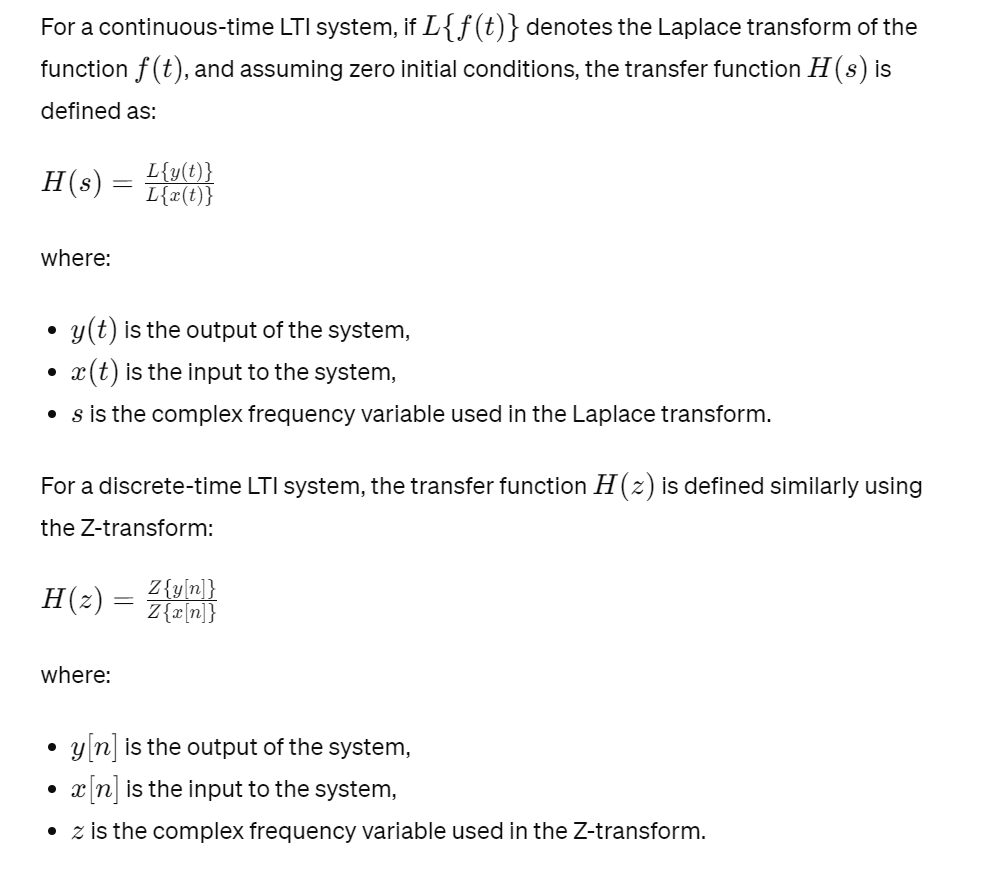 For a continuous-time LTI system, if L{f(t)} denotes the Laplace transform of the
function f(t), and assuming zero initial conditions, the transfer function H(s) is
defined as:
H(s) = L{y(t)} / L{x(t)}
where:
• y(t) is the output of the system,
• x(t) is the input to the system,
• s is the complex frequency variable used in the Laplace transform.
For a discrete-time LTI system, the transfer function H(z) is defined similarly using
the Z-transform:
H(z) = Z{y[n]} / Z{x[n]}
where:
• y[n] is the output of the system,
• x[n] is the input to the system,
• z is the complex frequency variable used in the Z-transform.